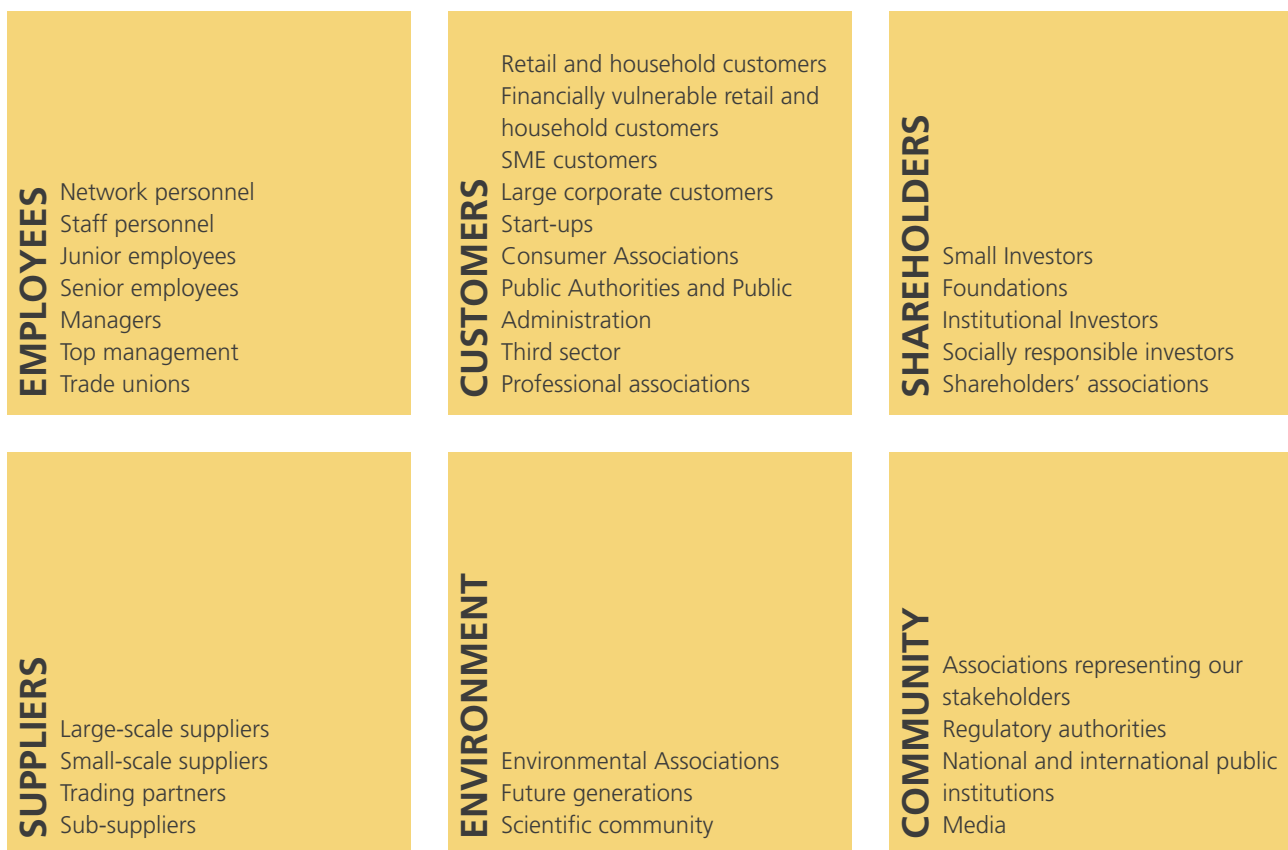 EMPLOYEES
Network personnel
Staff personnel
Junior employees
Senior employees
Managers
Top management
Trade unions
CUSTOMERS
Retail and household customers
Financially vulnerable retail and
household customers
SME customers
Large corporate customers
Start-ups
Consumer Associations
Public Authorities and Public
Administration
Third sector
Professional associations
SHAREHOLDERS
Small Investors
Foundations
Institutional Investors
Socially responsible investors
Shareholders’ associations
SUPPLIERS
Large-scale suppliers
Small-scale suppliers
Trading partners
Sub-suppliers
ENVIRONMENT
Environmental Associations
Future generations
Scientific community
COMMUNITY
Associations representing our
stakeholders
Regulatory authorities
National and international public
institutions
Media